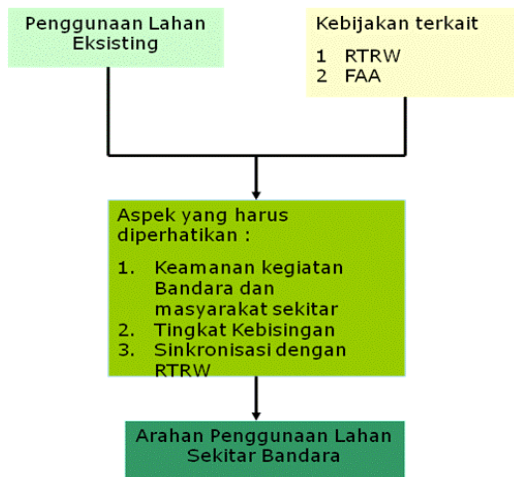 Penggunaan Lahan
Eksisting
Kebijakan terkait
1 RTRW
2 FAA
Aspek yang harus
diperhatikan :
1. Keamanan kegiatan
Bandara dan
masyarakat sekitar
2. Tingkat Kebisingan
3. Sinkronisasi dengan
RTRW
Arahan Penggunaan Lahan
Sekitar Bandara